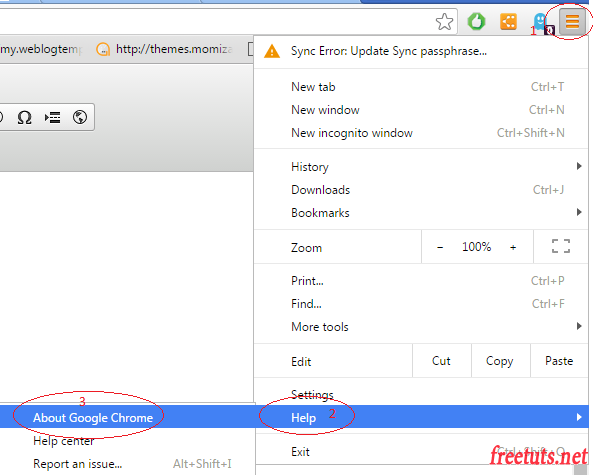 1
my.weblogtemp
http://themes.momiza
Ω
Sync Error: Update Sync passphrase...
New tab Ctrl+T
New window Ctrl+N
New incognito window Ctrl+Shift+N
History
Downloads Ctrl+J
Bookmarks
Zoom − 100% +
Print... Ctrl+P
Find... Ctrl+F
More tools
Edit Cut Copy Paste
Settings
3
About Google Chrome
Help 2
Help center
Report an issue... Alt+Shift+I
Exit Ctrl+Shift+Q
freetuts.net